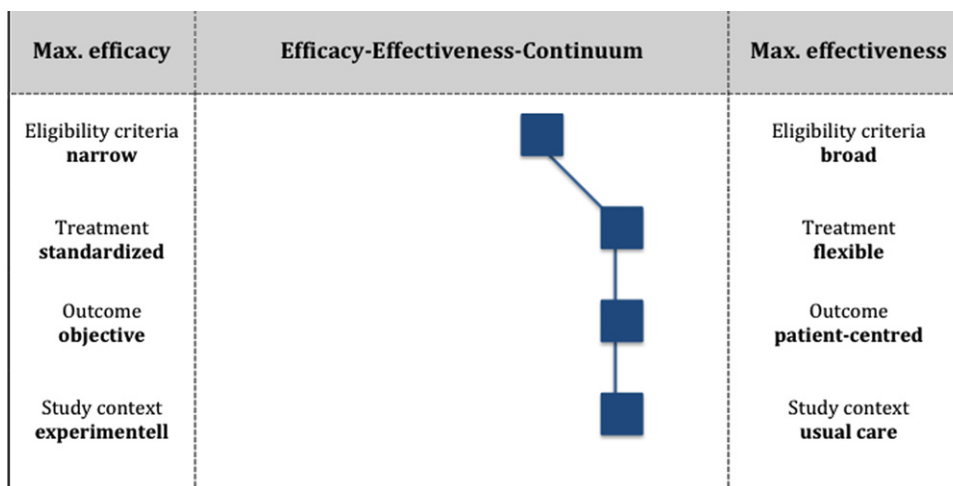 Max. efficacy
Efficacy-Effectiveness-Continuum
Max. effectiveness
Eligibility criteria
narrow
Eligibility criteria
broad
Treatment
standardized
Treatment
flexible
Outcome
objective
Outcome
patient-centred
Study context
experimentell
Study context
usual care